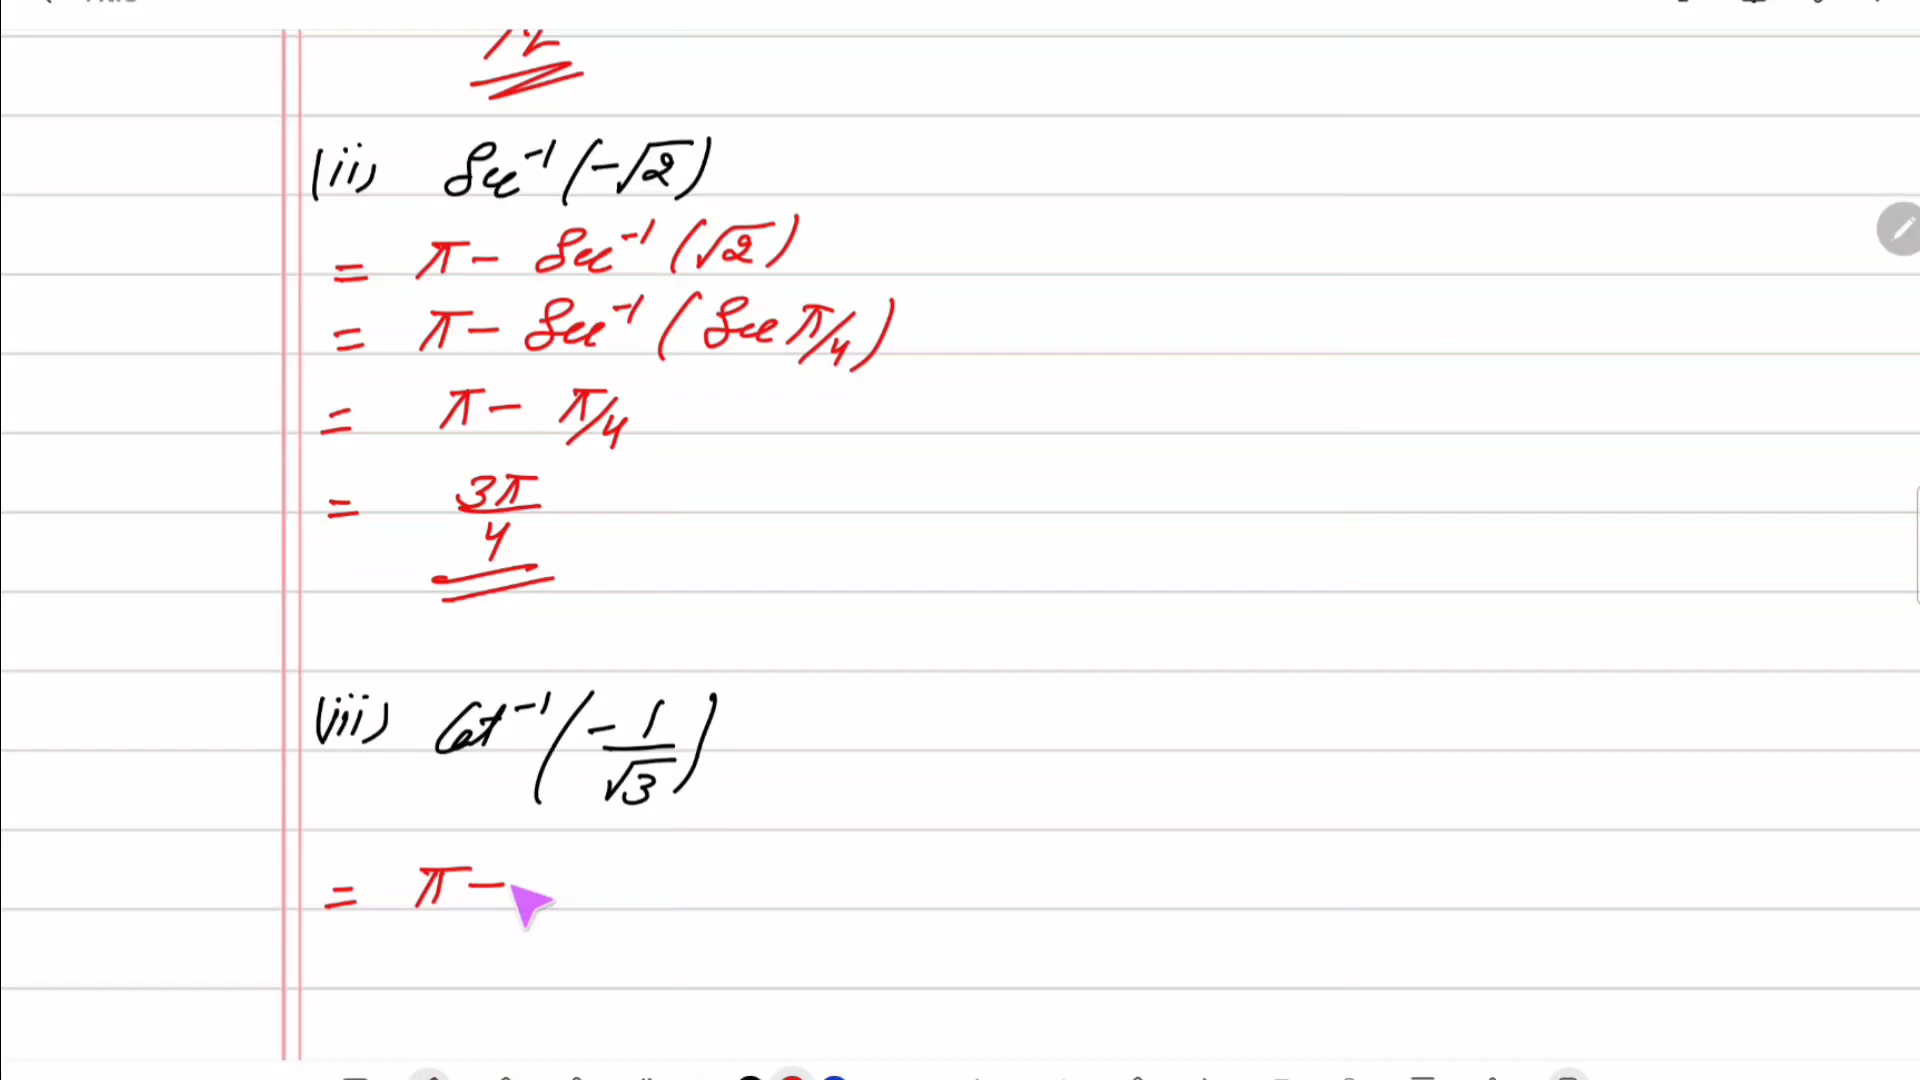 (ii) Sec⁻¹(-√2)
= π - Sec⁻¹(√2)
= π - Sec⁻¹(Sec π/4)
= π - π/4
= 3π/4
(iii) Cot⁻¹(-1/√3)
= π -